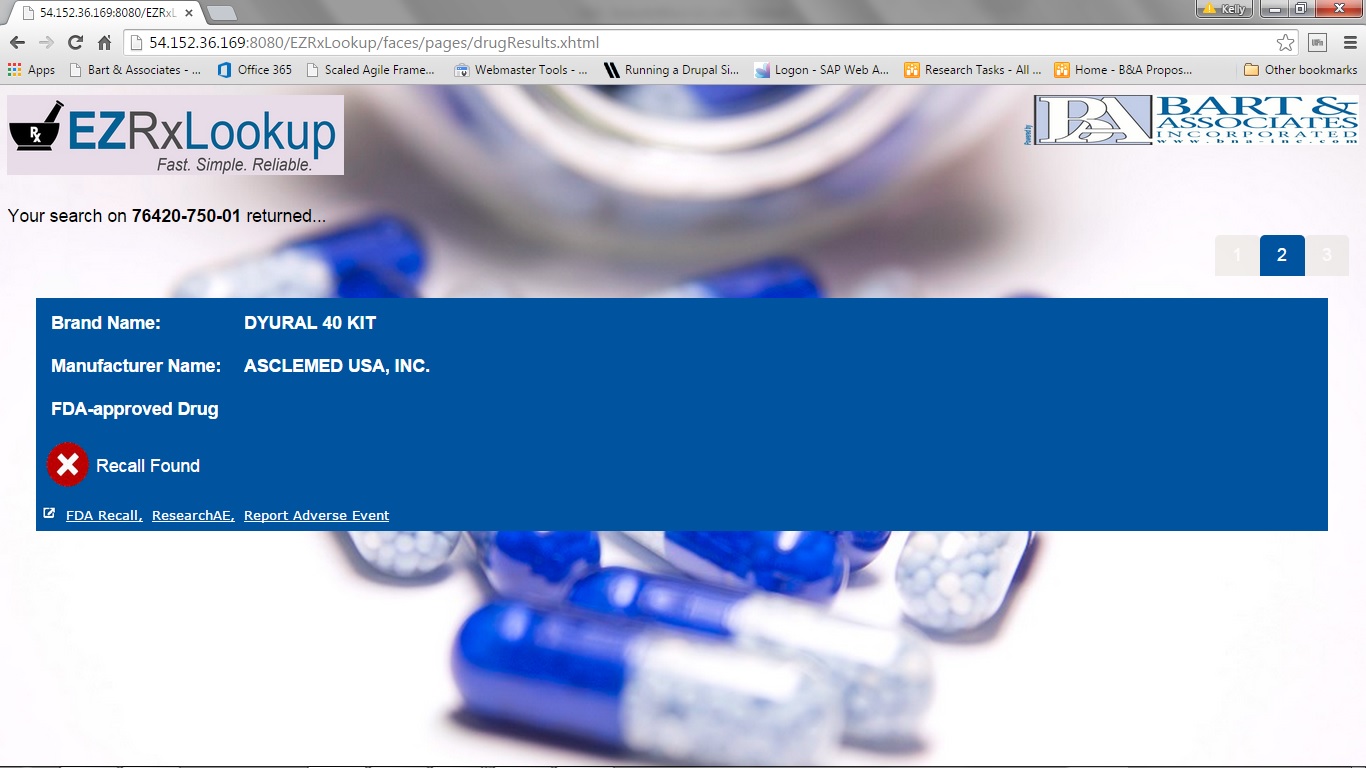 54.152.36.169:8080/EZRxL
Kelly
54.152.36.169:8080/EZRxLookup/faces/pages/drugResults.xhtml
Apps Bart & Associates - ... Office 365 Scaled Agile Frame... Webmaster Tools - ... Running a Drupal Si... Logon - SAP Web A... Research Tasks - All ... Home - B&A Propos... Other bookmarks
Rx
EZRxLookup
Fast. Simple. Reliable.
Powered by
BA
BART &
ASSOCIATES
INCORPORATED
www.bna-inc.com
Your search on 76420-750-01 returned...
1 2 3
Brand Name: DYURAL 40 KIT
Manufacturer Name: ASCLEMED USA, INC.
FDA-approved Drug
Recall Found
FDA Recall, ResearchAE, Report Adverse Event